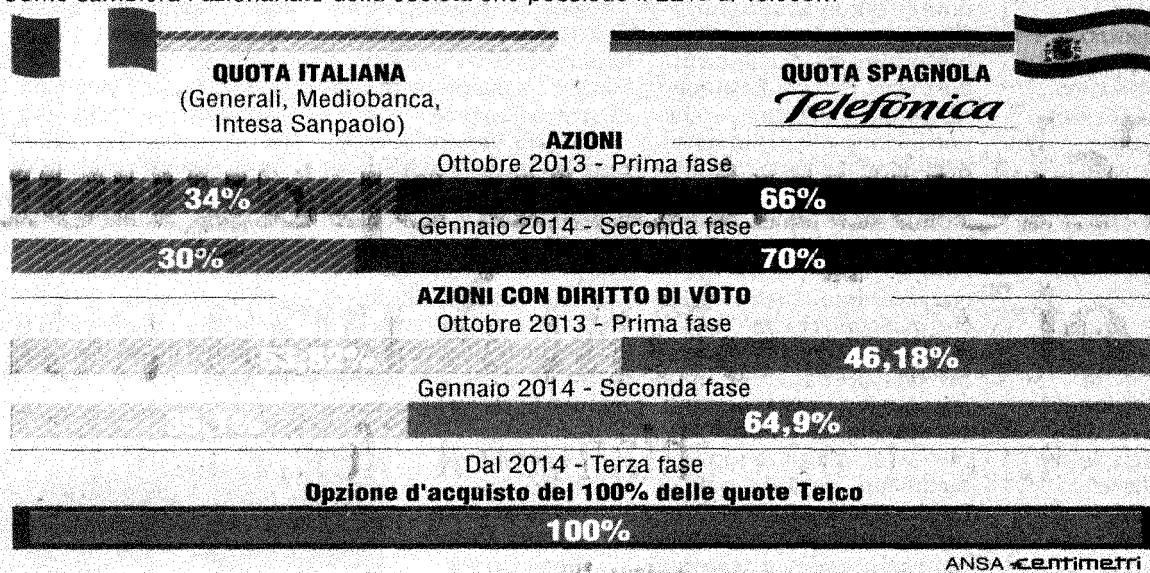 QUOTA ITALIANA
(Generali, Mediobanca,
Intesa Sanpaolo)
QUOTA SPAGNOLA
Telefónica
AZIONI
Ottobre 2013 - Prima fase
34% 66%
Gennaio 2014 - Seconda fase
30% 70%
AZIONI CON DIRITTO DI VOTO
Ottobre 2013 - Prima fase
46,18%
Gennaio 2014 - Seconda fase
64,9%
Dal 2014 - Terza fase
Opzione d'acquisto del 100% delle quote Telco
100%
ANSA centimetri